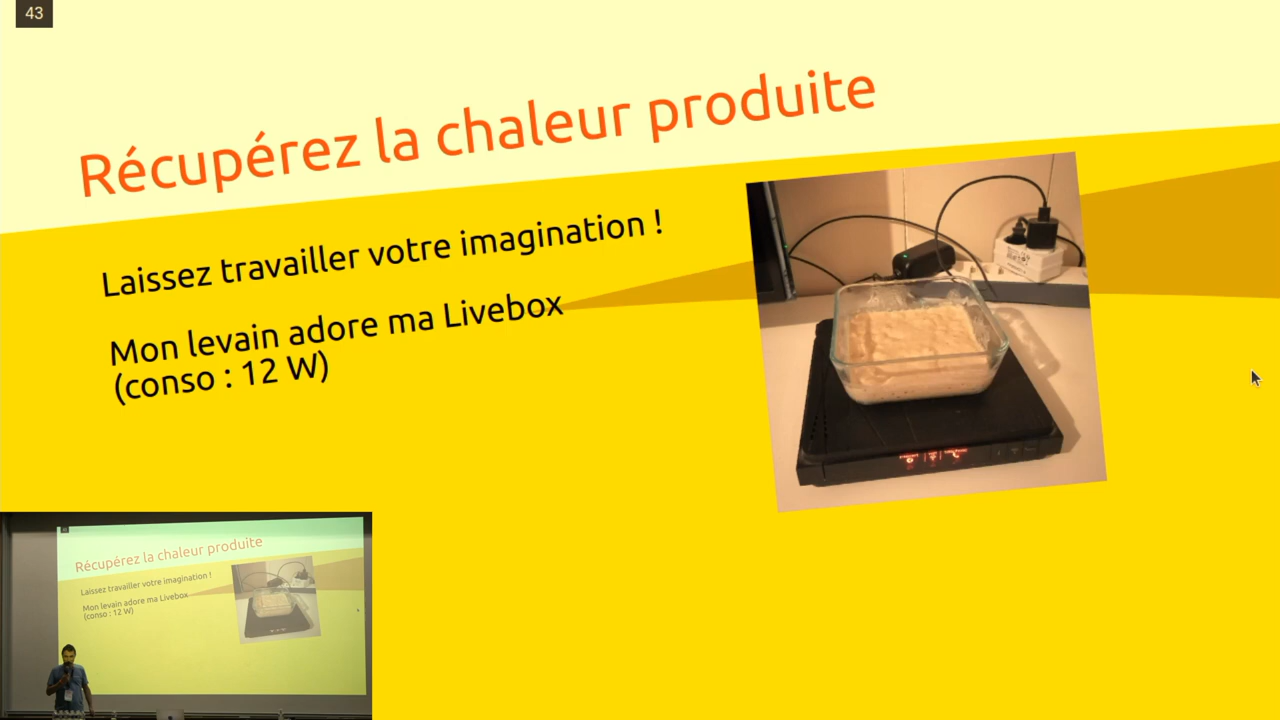 43
Récupérez la chaleur produite
Laissez travailler votre imagination !
Mon levain adore ma Livebox
(conso : 12 W)
Récupérez la chaleur produite
Laissez travailler votre imagination !
Mon levain adore ma Livebox
(conso : 12 W)